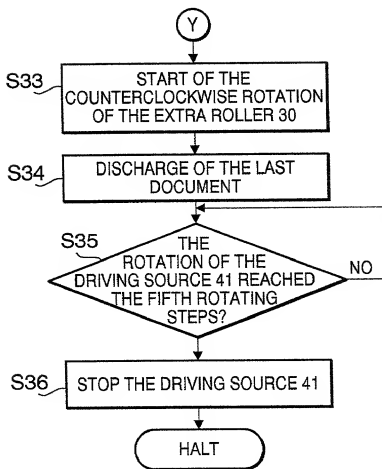 Y
S33
START OF THE
COUNTERCLOCKWISE ROTATION
OF THE EXTRA ROLLER 30
S34
DISCHARGE OF THE LAST
DOCUMENT
S35
THE
ROTATION OF THE
DRIVING SOURCE 41 REACHED
THE FIFTH ROTATING
STEPS?
NO
S36
STOP THE DRIVING SOURCE 41
HALT